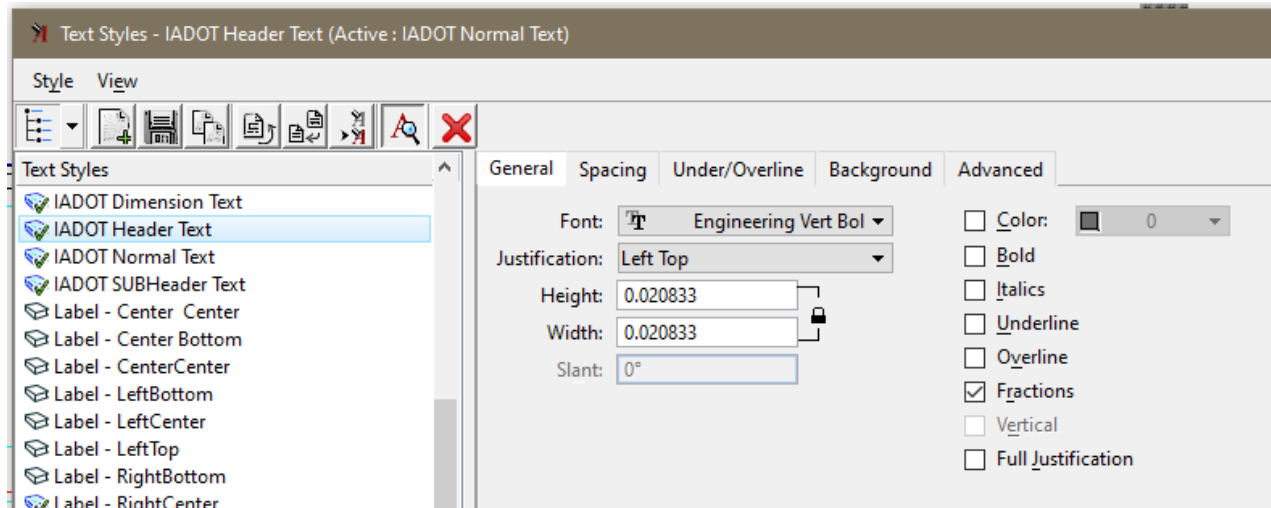 Text Styles - IADOT Header Text (Active : IADOT Normal Text)
Style View
Text Styles
IADOT Dimension Text
IADOT Header Text
IADOT Normal Text
IADOT SUBHeader Text
Label - Center  Center
Label - Center Bottom
Label - CenterCenter
Label - LeftBottom
Label - LeftCenter
Label - LeftTop
Label - RightBottom
Label - RightCenter
General Spacing Under/Overline Background Advanced
Font: Engineering Vert Bol
Justification: Left Top
Height: 0.020833
Width: 0.020833
Slant: 0°
Color: 0
Bold
Italics
Underline
Overline
Fractions
Vertical
Full Justification